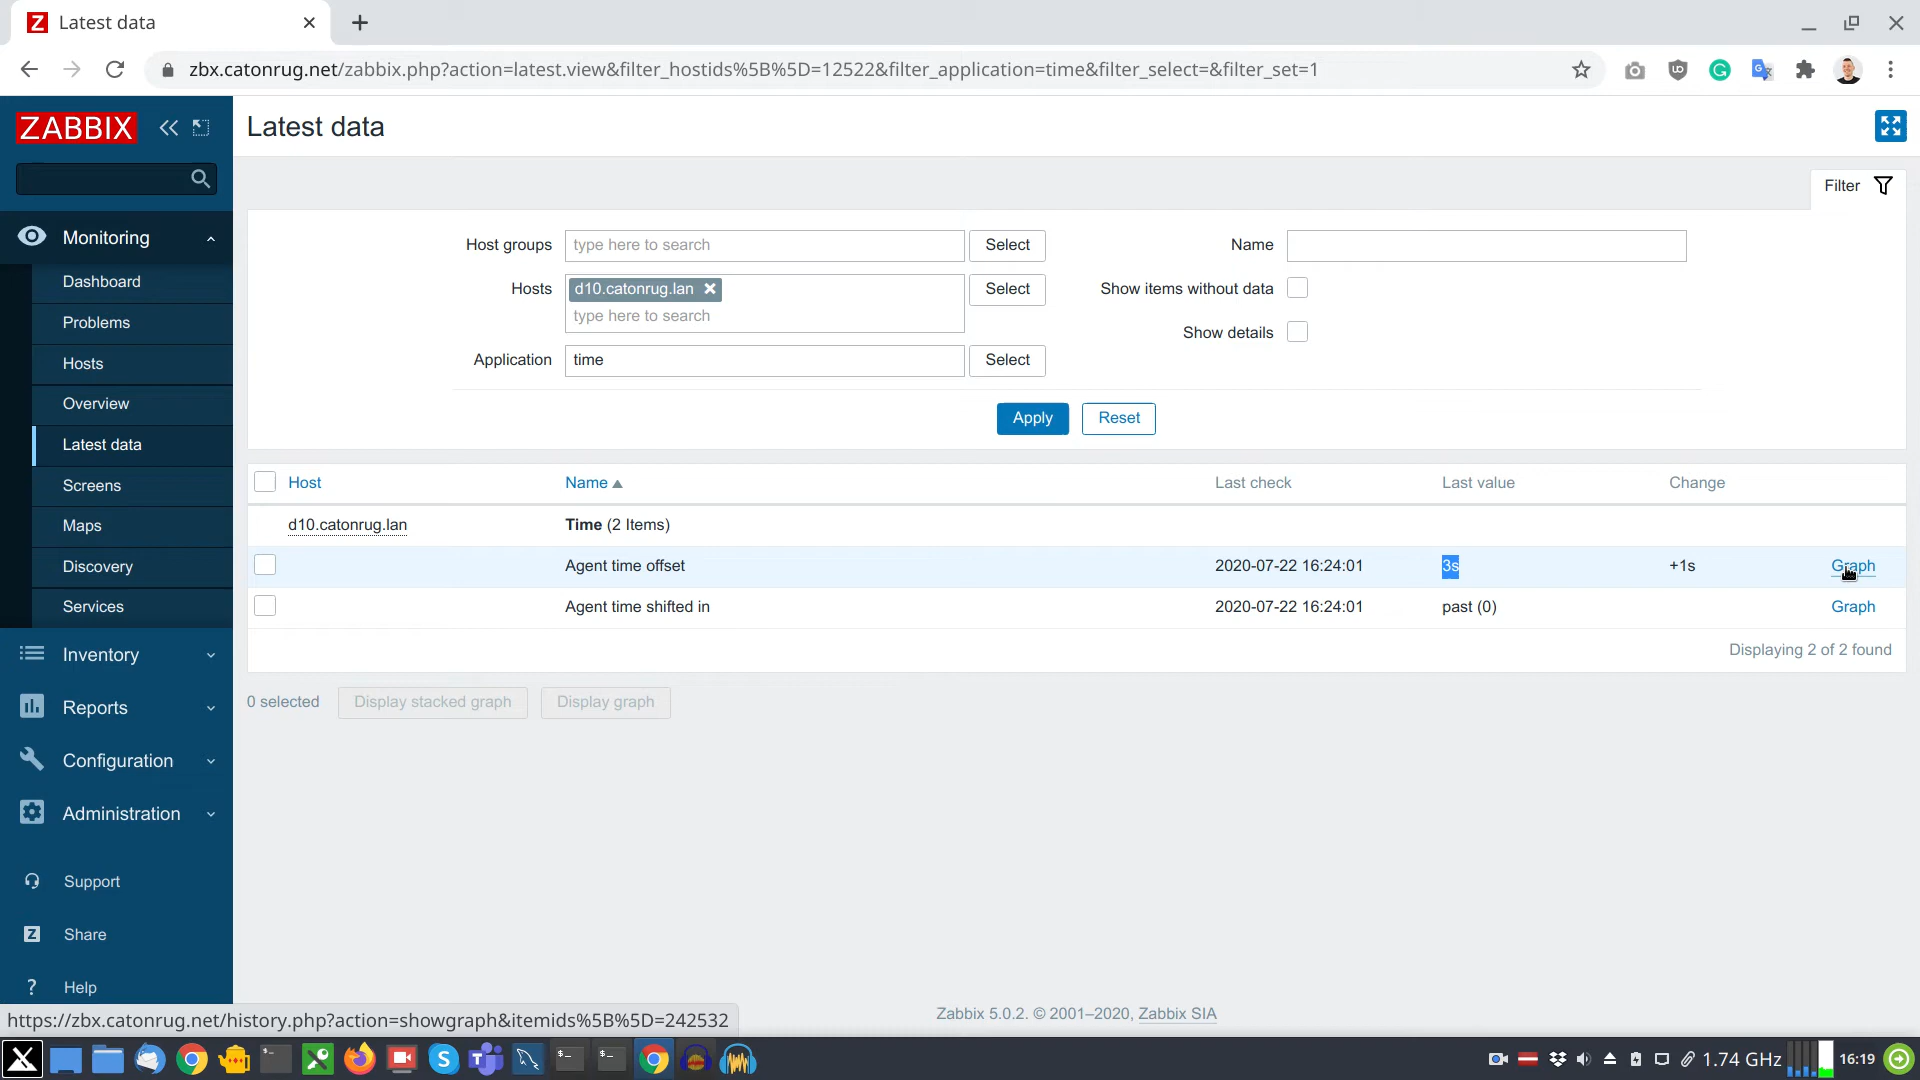 Z Latest data
zbx.catonrug.net/zabbix.php?action=latest.view&filter_hostids%5B%5D=12522&filter_application=time&filter_select=&filter_set=1
ZABBIX
Latest data
Filter
Monitoring
Dashboard
Problems
Hosts
Overview
Latest data
Screens
Maps
Discovery
Services
Inventory
Reports
Configuration
Administration
Support
Z Share
? Help
Host groups type here to search Select
Hosts d10.catonrug.lan Select
type here to search
Application time Select
Name
Show items without data
Show details
Apply Reset
Host Name Last check Last value Change
d10.catonrug.lan Time (2 Items)
Agent time offset 2020-07-22 16:24:01 3s +1s Graph
Agent time shifted in 2020-07-22 16:24:01 past (0) Graph
Displaying 2 of 2 found
0 selected Display stacked graph Display graph
Zabbix 5.0.2. © 2001–2020, Zabbix SIA
https://zbx.catonrug.net/history.php?action=showgraph&itemids%5B%5D=242532
1.74 GHz 16:19